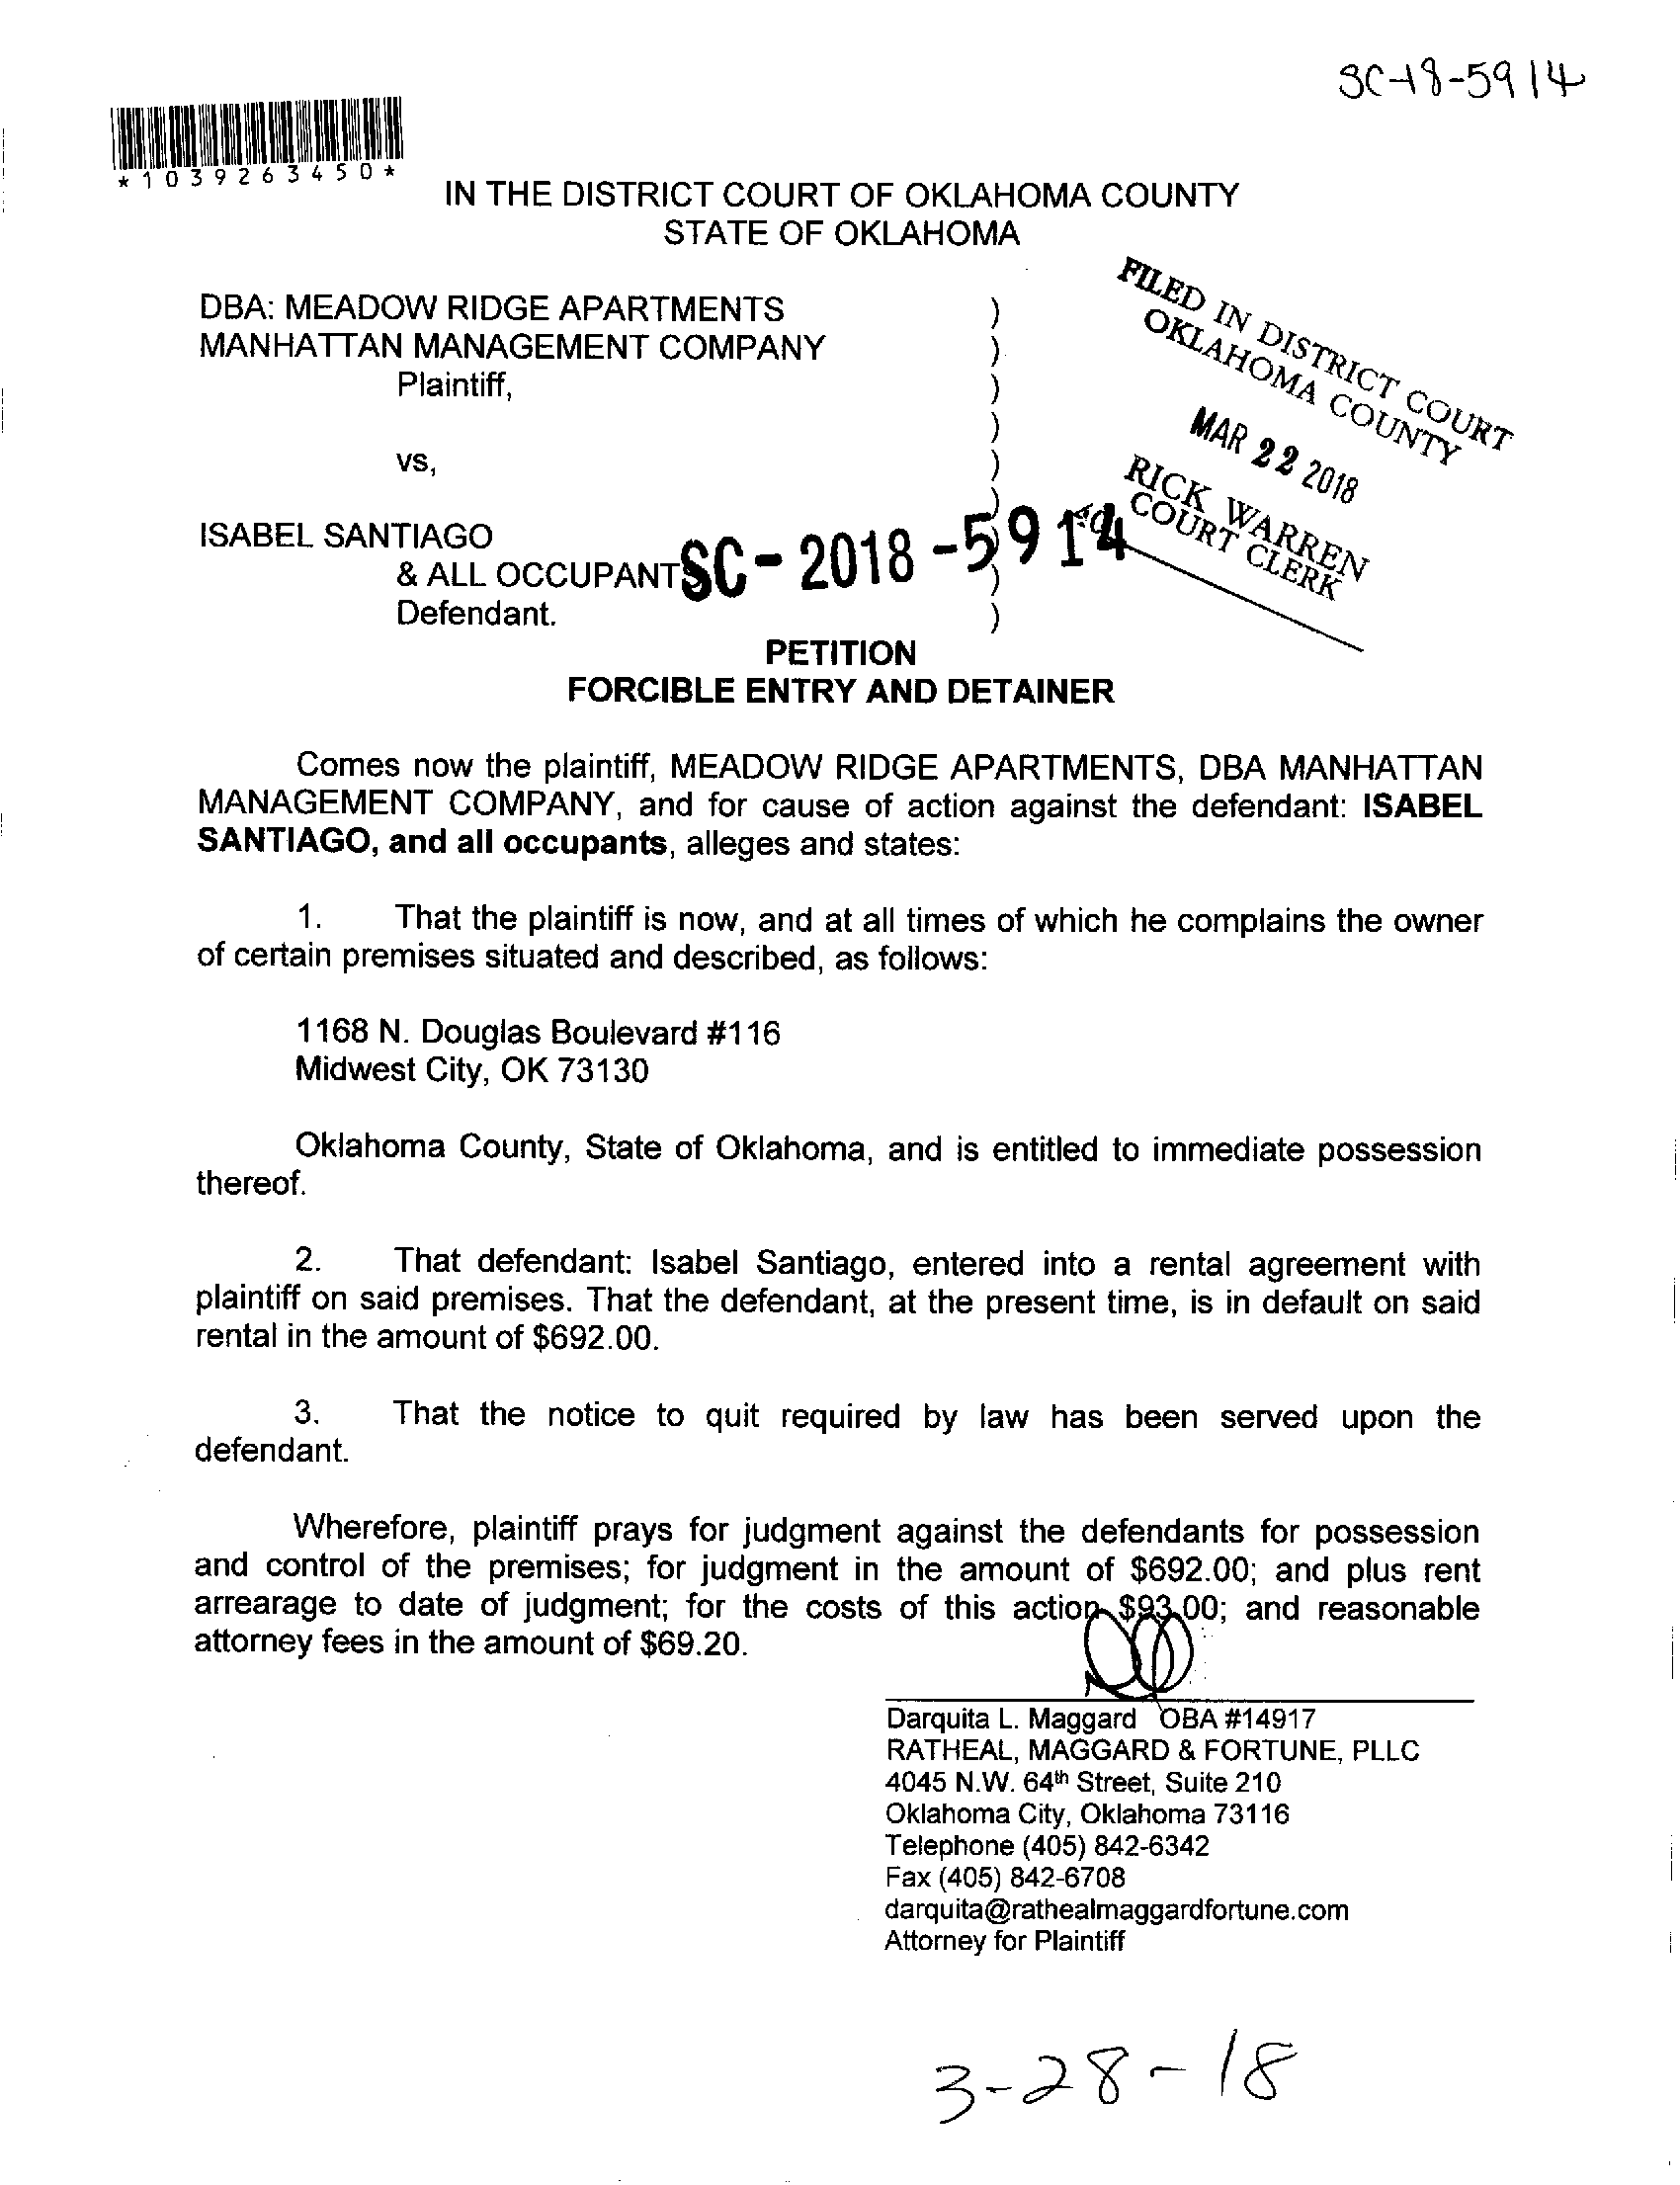 SC-18-5914
*1039263450*
IN THE DISTRICT COURT OF OKLAHOMA COUNTY
STATE OF OKLAHOMA
FILED IN DISTRICT COURT
OKLAHOMA COUNTY
MAR 22 2018
RICK WARREN
COURT CLERK
40
DBA: MEADOW RIDGE APARTMENTS )
MANHATTAN MANAGEMENT COMPANY )
Plaintiff, )
)
vs, )
)
ISABEL SANTIAGO )
& ALL OCCUPANT )
SC - 2018 - 5914
Defendant. )
PETITION
FORCIBLE ENTRY AND DETAINER
Comes now the plaintiff, MEADOW RIDGE APARTMENTS, DBA MANHATTAN
MANAGEMENT COMPANY, and for cause of action against the defendant: ISABEL
SANTIAGO, and all occupants, alleges and states:
1. That the plaintiff is now, and at all times of which he complains the owner
of certain premises situated and described, as follows:
1168 N. Douglas Boulevard #116
Midwest City, OK 73130
Oklahoma County, State of Oklahoma, and is entitled to immediate possession
thereof.
2. That defendant: Isabel Santiago, entered into a rental agreement with
plaintiff on said premises. That the defendant, at the present time, is in default on said
rental in the amount of $692.00.
3. That the notice to quit required by law has been served upon the
defendant.
Wherefore, plaintiff prays for judgment against the defendants for possession
and control of the premises; for judgment in the amount of $692.00; and plus rent
arrearage to date of judgment; for the costs of this action $93.00; and reasonable
attorney fees in the amount of $69.20.
Darquita L. Maggard OBA #14917
RATHEAL, MAGGARD & FORTUNE, PLLC
4045 N.W. 64th Street, Suite 210
Oklahoma City, Oklahoma 73116
Telephone (405) 842-6342
Fax (405) 842-6708
darquita@rathealmaggardfortune.com
Attorney for Plaintiff
3-28-18